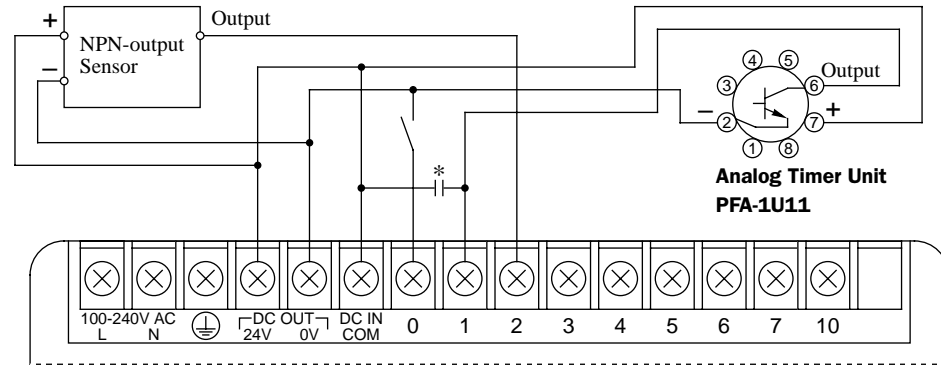 +
Output
NPN-output
Sensor
−
4 5
3 Output 6
− 2 7 +
1 8
*
Analog Timer Unit
PFA-1U11
100-240V AC
L N
DC OUT
24V 0V
DC IN
COM
0 1 2 3 4 5 6 7 10